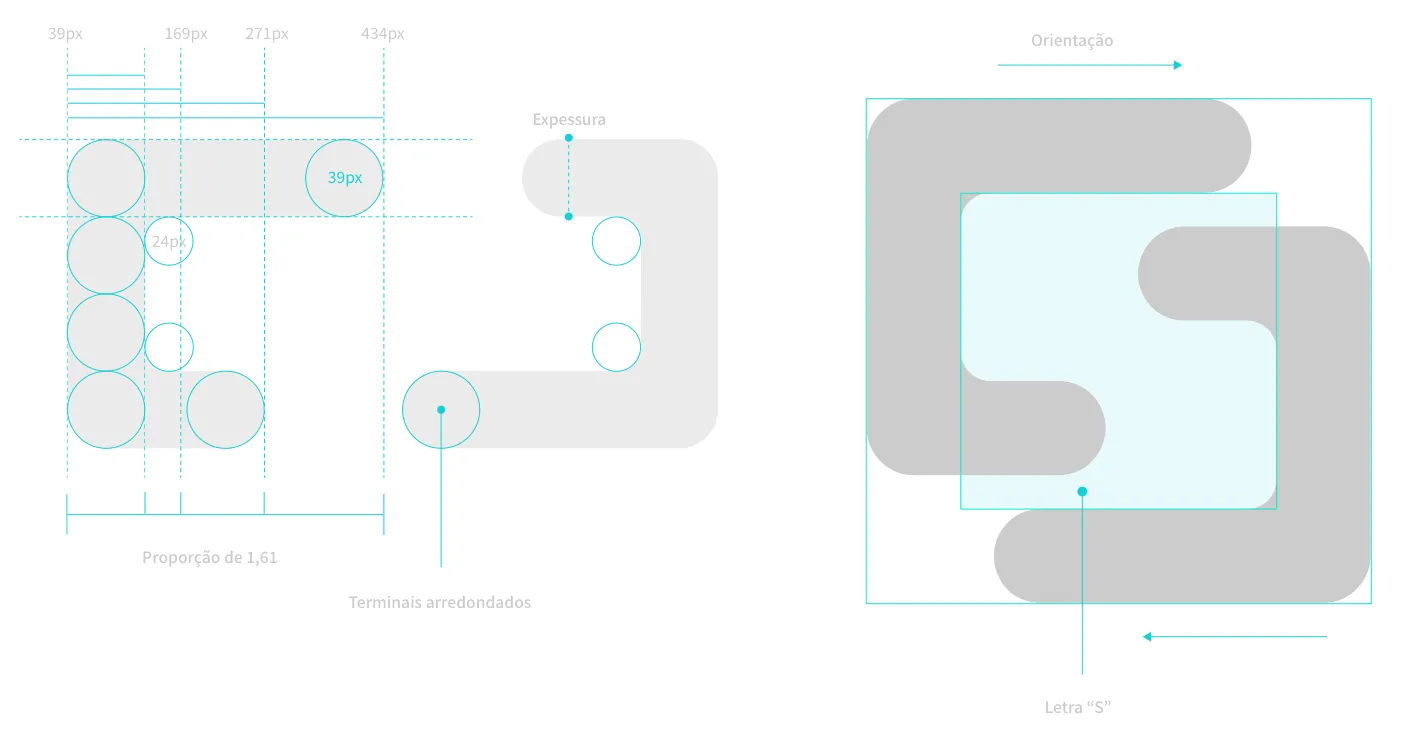 39px
169px
271px
434px
Orientação
Expessura
39px
24px
Proporção de 1,61
Terminais arredondados
Letra “S”